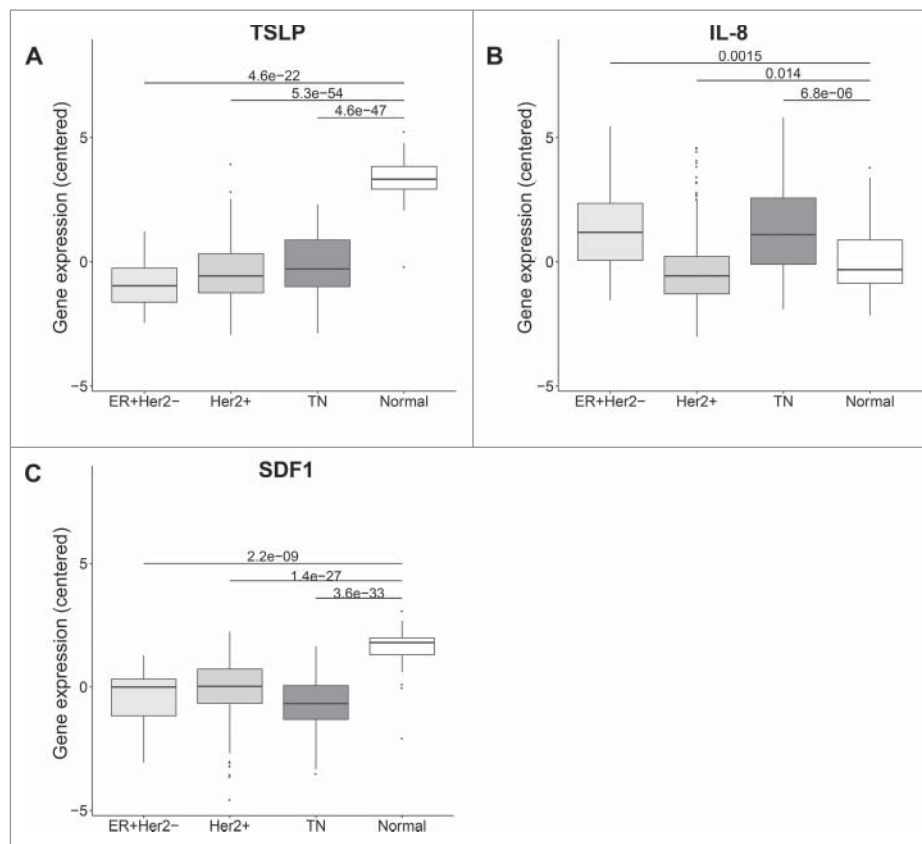 TSLP
A
4.6e−22
5.3e−54
4.6e−47
Gene expression (centered)
5
0
−5
ER+Her2− Her2+ TN Normal
IL-8
B
0.0015
0.014
6.8e−06
Gene expression (centered)
5
0
−5
ER+Her2− Her2+ TN Normal
SDF1
C
2.2e−09
1.4e−27
3.6e−33
Gene expression (centered)
5
0
−5
ER+Her2− Her2+ TN Normal